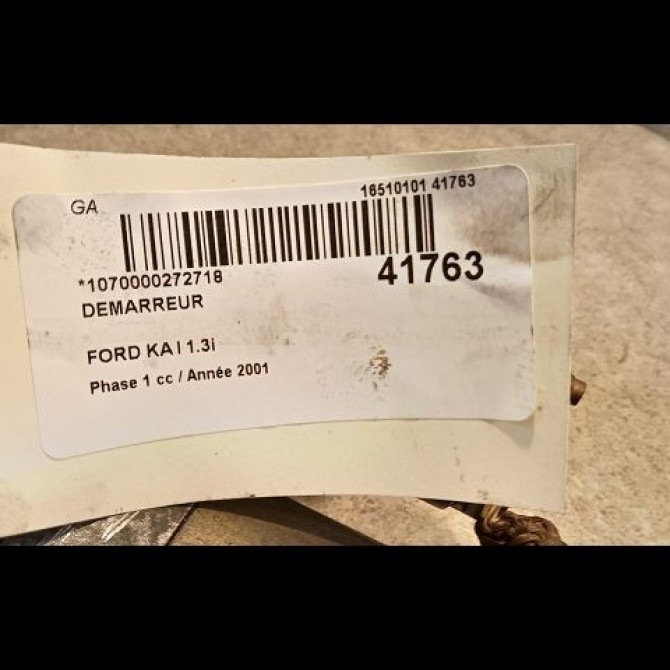 GA
16510101 41763
*1070000272718
41763
DEMARREUR
FORD KA I 1.3i
Phase 1 cc / Année 2001